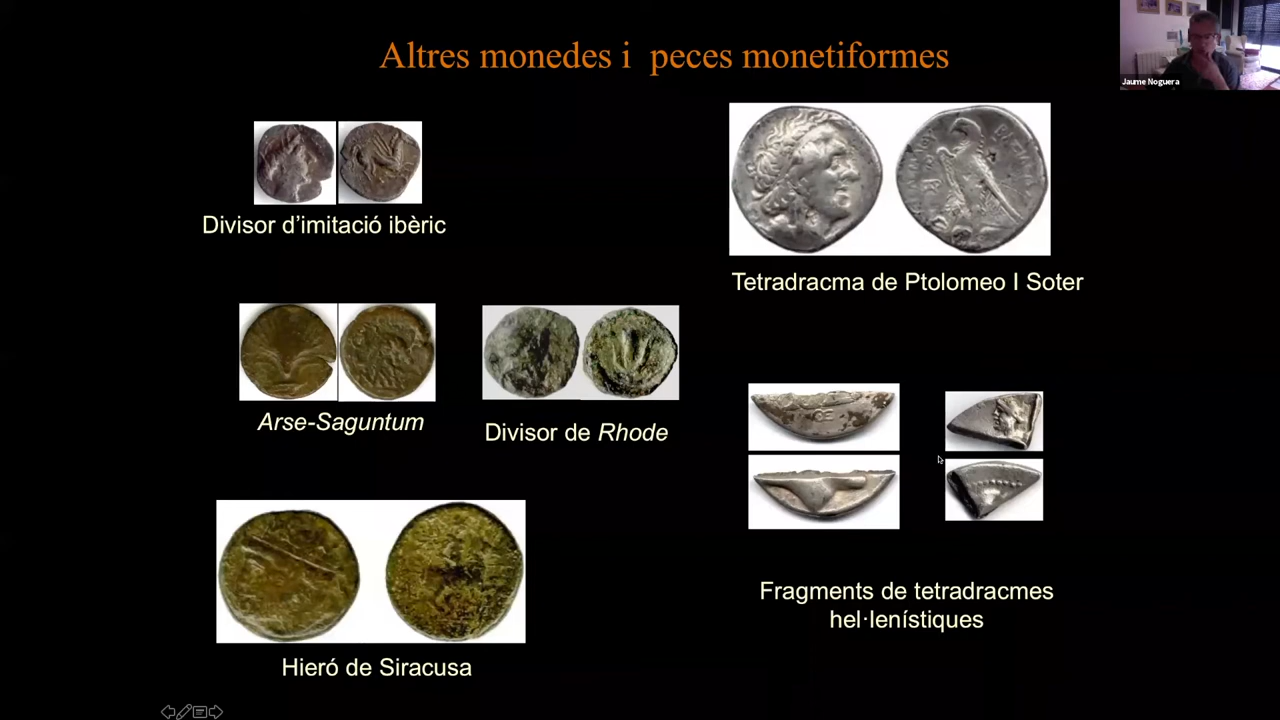 Altres monedes i peces monetiformes
Jaume Noguera
Divisor d'imitació ibèric
Tetradracma de Ptolomeo I Soter
Arse-Saguntum
Divisor de Rhode
Fragments de tetradracmes
hel·lenístiques
Hieró de Siracusa